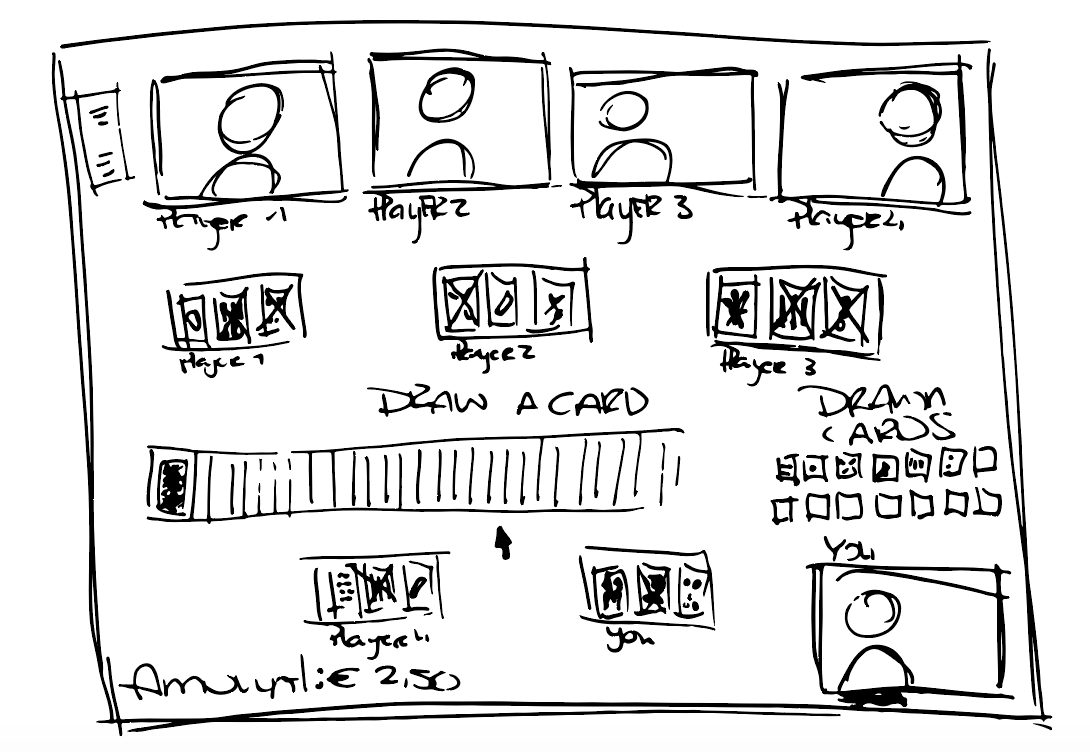 Player 1
PLAYER 2
PLAYER 3
Player 4
Player 1
Player 2
Player 3
DRAW A CARD
DRAWN
CARDS
YOU
Player 4
You
€ 2,50